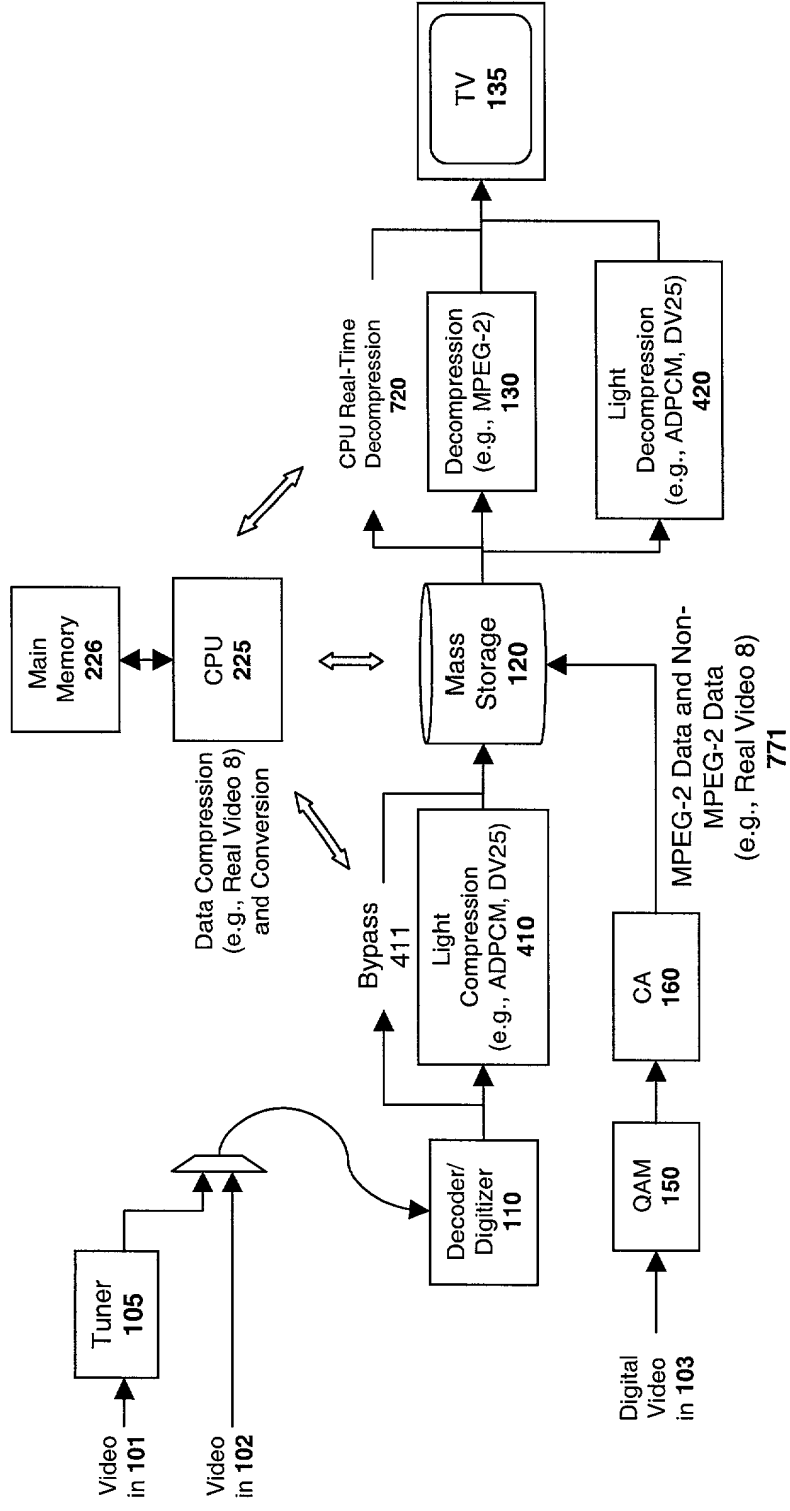 Video
in 101
Video
in 102
Tuner
105
Digital
Video
in 103
Decoder/
Digitizer
110
QAM
150
CA
160
Bypass
411
Light
Compression
(e.g., ADPCM, DV25)
410
Data Compression
(e.g., Real Video 8)
and Conversion
Main
Memory
226
CPU
225
Mass
Storage
120
MPEG-2 Data and Non-
MPEG-2 Data
(e.g., Real Video 8)
771
CPU Real-Time
Decompression
720
Decompression
(e.g., MPEG-2)
130
Light
Decompression
(e.g., ADPCM, DV25)
420
TV
135